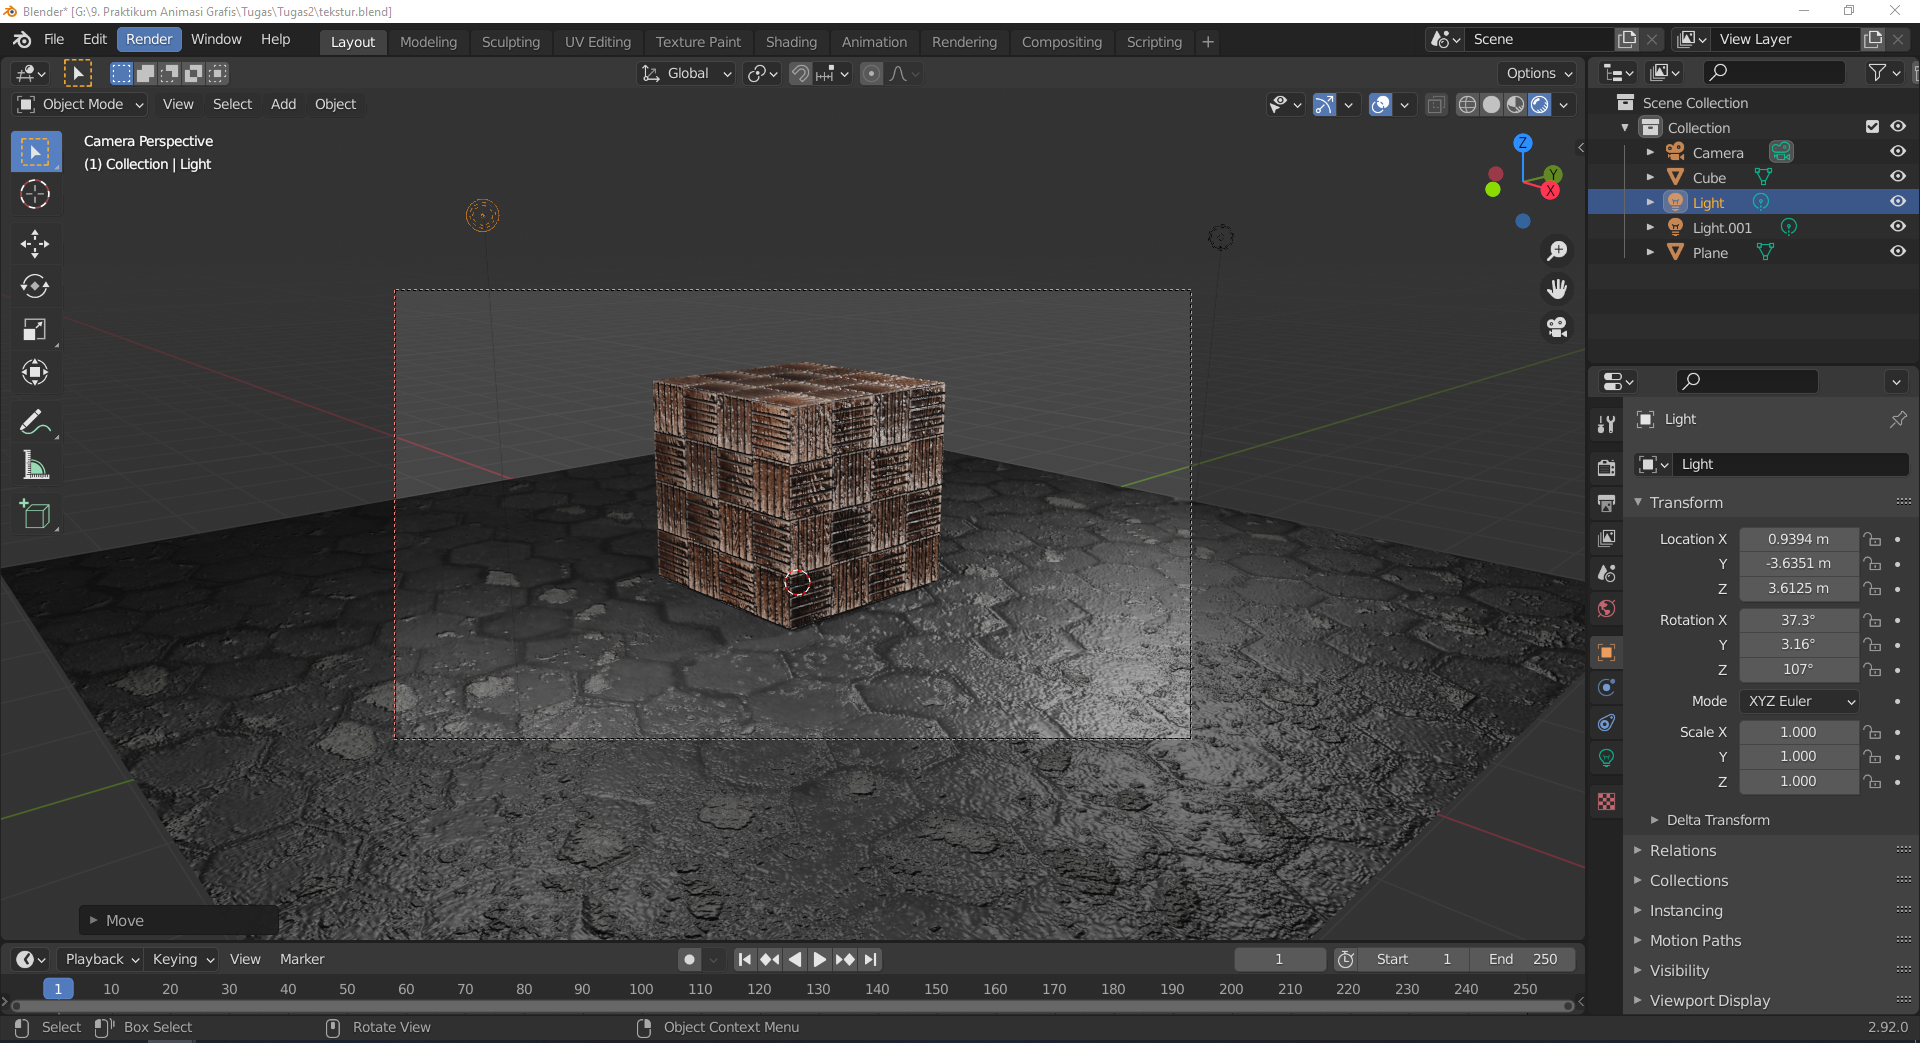 Blender* [G:\9. Praktikum Animasi Grafis\Tugas\Tugas2\tekstur.blend]
File Edit Render Window Help Layout Modeling Sculpting UV Editing Texture Paint Shading Animation Rendering Compositing Scripting + Scene View Layer
Global Options
Object Mode View Select Add Object
Camera Perspective
(1) Collection | Light
Z
Y
X
Move
Scene Collection
Collection
Camera
Cube
Light
Light.001
Plane
Light
Light
Transform
Location X 0.9394 m
Y -3.6351 m
Z 3.6125 m
Rotation X 37.3°
Y 3.16°
Z 107°
Mode XYZ Euler
Scale X 1.000
Y 1.000
Z 1.000
Delta Transform
Relations
Collections
Instancing
Motion Paths
Visibility
Viewport Display
Playback Keying View Marker 1 Start 1 End 250
1 10 20 30 40 50 60 70 80 90 100 110 120 130 140 150 160 170 180 190 200 210 220 230 240 250
Select Box Select Rotate View Object Context Menu 2.92.0